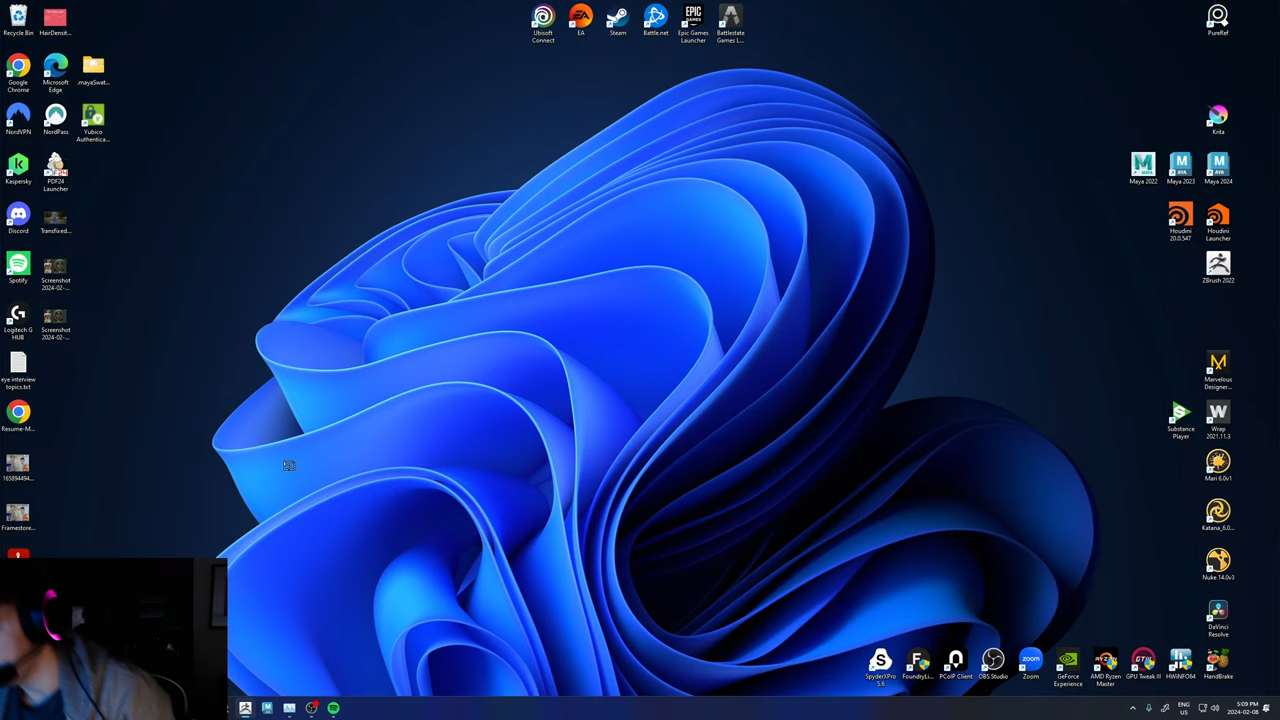 Recycle Bin
HairDensit...
Ubisoft
Connect
EA
Steam
Battle.net
EPIC
GAMES
Epic Games
Launcher
Battlestate
Games L...
PureRef
Google
Chrome
Microsoft
Edge
.mayaSwat...
NordVPN
NordPass
Yubico
Authentica...
Krita
Kaspersky
PDF24
Launcher
Maya 2022
Maya 2023
Maya 2024
Discord
Transfixed...
Houdini
20.0.547
Houdini
Launcher
Spotify
Screenshot
2024-02-...
ZBrush 2022
Logitech G
HUB
Screenshot
2024-02-...
eye interview
topics.txt
Marvelous
Designer...
Resume-M...
Substance
Player
Wrap
2021.11.3
165894494...
Mari 6.0v1
Framestore...
Katana_6.0...
Nuke 14.0v3
DaVinci
Resolve
SpyderXPro
5.6
FoundryLi...
PCoIP Client
OBS Studio
zoom
Zoom
GeForce
Experience
AMD Ryzen
Master
GPU Tweak III
HWiNFO64
HandBrake
ENG
US
5:09 PM
2024-02-08